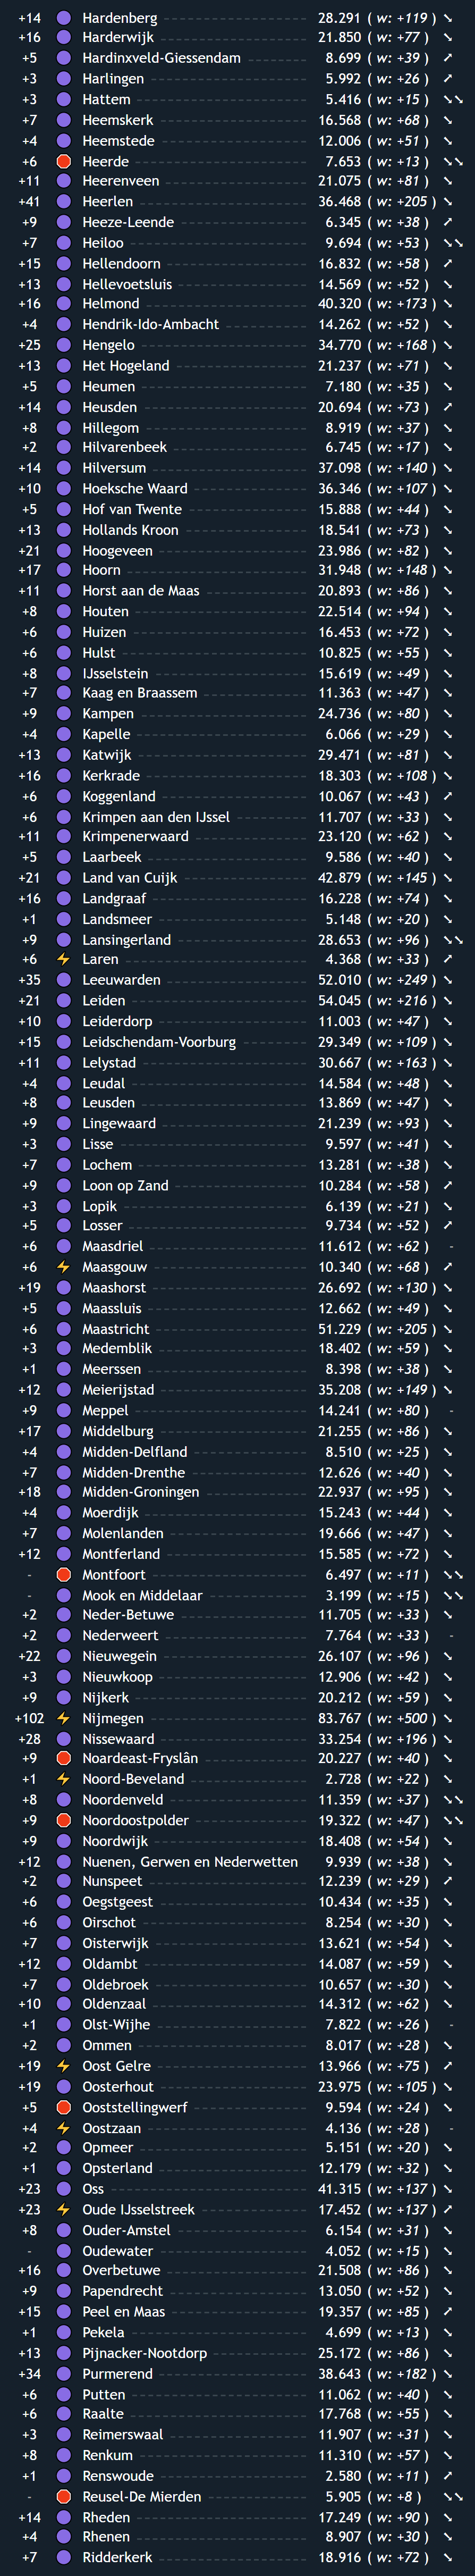 +14 Hardenberg 28.291 ( w: +119 ) ↘
+16 Harderwijk 21.850 ( w: +77 ) ↘
+5 Hardinxveld-Giessendam 8.699 ( w: +39 ) ↗
+3 Harlingen 5.992 ( w: +26 ) ↗
+3 Hattem 5.416 ( w: +15 ) ↘↘
+7 Heemskerk 16.568 ( w: +68 ) ↘
+4 Heemstede 12.006 ( w: +51 ) ↘
+6 Heerde 7.653 ( w: +13 ) ↘↘
+11 Heerenveen 21.075 ( w: +81 ) ↘
+41 Heerlen 36.468 ( w: +205 ) ↘
+9 Heeze-Leende 6.345 ( w: +38 ) ↗
+7 Heiloo 9.694 ( w: +53 ) ↘↘
+15 Hellendoorn 16.832 ( w: +58 ) ↗
+13 Hellevoetsluis 14.569 ( w: +52 ) ↘
+16 Helmond 40.320 ( w: +173 ) ↘
+4 Hendrik-Ido-Ambacht 14.262 ( w: +52 ) ↘
+25 Hengelo 34.770 ( w: +168 ) ↘
+13 Het Hogeland 21.237 ( w: +71 ) ↘
+5 Heumen 7.180 ( w: +35 ) ↘
+14 Heusden 20.694 ( w: +73 ) ↗
+8 Hillegom 8.919 ( w: +37 ) ↘
+2 Hilvarenbeek 6.745 ( w: +17 ) ↘
+14 Hilversum 37.098 ( w: +140 ) ↘
+10 Hoeksche Waard 36.346 ( w: +107 ) ↘
+5 Hof van Twente 15.888 ( w: +44 ) ↘
+13 Hollands Kroon 18.541 ( w: +73 ) ↘
+21 Hoogeveen 23.986 ( w: +82 ) ↘
+17 Hoorn 31.948 ( w: +148 ) ↘
+11 Horst aan de Maas 20.893 ( w: +86 ) ↘
+8 Houten 22.514 ( w: +94 ) ↘
+6 Huizen 16.453 ( w: +72 ) ↘
+6 Hulst 10.825 ( w: +55 ) ↘
+8 IJsselstein 15.619 ( w: +49 ) ↘
+7 Kaag en Braassem 11.363 ( w: +47 ) ↘
+9 Kampen 24.736 ( w: +80 ) ↘
+4 Kapelle 6.066 ( w: +29 ) ↘
+13 Katwijk 29.471 ( w: +81 ) ↘
+16 Kerkrade 18.303 ( w: +108 ) ↘
+6 Koggenland 10.067 ( w: +43 ) ↗
+6 Krimpen aan den IJssel 11.707 ( w: +33 ) ↘
+11 Krimpenerwaard 23.120 ( w: +62 ) ↘
+5 Laarbeek 9.586 ( w: +40 ) ↘
+21 Land van Cuijk 42.879 ( w: +145 ) ↘
+16 Landgraaf 16.228 ( w: +74 ) ↘
+1 Landsmeer 5.148 ( w: +20 ) ↘
+9 Lansingerland 28.653 ( w: +96 ) ↘↘
+6 Laren 4.368 ( w: +33 ) ↗
+35 Leeuwarden 52.010 ( w: +249 ) ↘
+21 Leiden 54.045 ( w: +216 ) ↘
+10 Leiderdorp 11.003 ( w: +47 ) ↘
+15 Leidschendam-Voorburg 29.349 ( w: +109 ) ↘
+11 Lelystad 30.667 ( w: +163 ) ↘
+4 Leudal 14.584 ( w: +48 ) ↘
+8 Leusden 13.869 ( w: +47 ) ↘
+9 Lingewaard 21.239 ( w: +93 ) ↘
+3 Lisse 9.597 ( w: +41 ) ↘
+7 Lochem 13.281 ( w: +38 ) ↘
+9 Loon op Zand 10.284 ( w: +58 ) ↗
+3 Lopik 6.139 ( w: +21 ) ↘
+5 Losser 9.734 ( w: +52 ) ↗
+6 Maasdriel 11.612 ( w: +62 ) -
+6 Maasgouw 10.340 ( w: +68 ) ↗
+19 Maashorst 26.692 ( w: +130 ) ↘
+5 Maassluis 12.662 ( w: +49 ) ↘
+6 Maastricht 51.229 ( w: +205 ) ↘
+3 Medemblik 18.402 ( w: +59 ) ↘
+1 Meerssen 8.398 ( w: +38 ) ↘
+12 Meierijstad 35.208 ( w: +149 ) ↘
+9 Meppel 14.241 ( w: +80 ) -
+17 Middelburg 21.255 ( w: +86 ) ↘
+4 Midden-Delfland 8.510 ( w: +25 ) ↘
+7 Midden-Drenthe 12.626 ( w: +40 ) ↘
+18 Midden-Groningen 22.937 ( w: +95 ) ↘
+4 Moerdijk 15.243 ( w: +44 ) ↘
+7 Molenlanden 19.666 ( w: +47 ) ↘
+12 Montferland 15.585 ( w: +72 ) ↘
- Montfoort 6.497 ( w: +11 ) ↘↘
- Mook en Middelaar 3.199 ( w: +15 ) ↘↘
+2 Neder-Betuwe 11.705 ( w: +33 ) ↘
+2 Nederweert 7.764 ( w: +33 ) -
+22 Nieuwegein 26.107 ( w: +96 ) ↘
+3 Nieuwkoop 12.906 ( w: +42 ) ↘
+9 Nijkerk 20.212 ( w: +59 ) ↘
+102 Nijmegen 83.767 ( w: +500 ) ↘
+28 Nissewaard 33.254 ( w: +196 ) ↘
+9 Noardeast-Fryslân 20.227 ( w: +40 ) ↘
+1 Noord-Beveland 2.728 ( w: +22 ) ↘
+8 Noordenveld 11.359 ( w: +37 ) ↘↘
+9 Noordoostpolder 19.322 ( w: +47 ) ↘↘
+9 Noordwijk 18.408 ( w: +54 ) ↘
+12 Nuenen, Gerwen en Nederwetten 9.939 ( w: +38 ) ↘
+2 Nunspeet 12.239 ( w: +29 ) ↗
+6 Oegstgeest 10.434 ( w: +35 ) ↘
+6 Oirschot 8.254 ( w: +30 ) ↘
+7 Oisterwijk 13.621 ( w: +54 ) ↘
+12 Oldambt 14.087 ( w: +59 ) ↘
+7 Oldebroek 10.657 ( w: +30 ) ↘
+10 Oldenzaal 14.312 ( w: +62 ) ↘
+1 Olst-Wijhe 7.822 ( w: +26 ) -
+2 Ommen 8.017 ( w: +28 ) ↘
+19 Oost Gelre 13.966 ( w: +75 ) ↗
+19 Oosterhout 23.975 ( w: +105 ) ↘
+5 Ooststellingwerf 9.594 ( w: +24 ) ↘
+4 Oostzaan 4.136 ( w: +28 ) -
+2 Opmeer 5.151 ( w: +20 ) ↘
+1 Opsterland 12.179 ( w: +32 ) ↘
+23 Oss 41.315 ( w: +137 ) ↘
+23 Oude IJsselstreek 17.452 ( w: +137 ) ↗
+8 Ouder-Amstel 6.154 ( w: +31 ) ↘
- Oudewater 4.052 ( w: +15 ) ↘
+16 Overbetuwe 21.508 ( w: +86 ) ↘
+9 Papendrecht 13.050 ( w: +52 ) ↘
+15 Peel en Maas 19.357 ( w: +85 ) ↗
+1 Pekela 4.699 ( w: +13 ) ↘
+13 Pijnacker-Nootdorp 25.172 ( w: +86 ) ↘
+34 Purmerend 38.643 ( w: +182 ) ↘
+6 Putten 11.062 ( w: +40 ) ↘
+6 Raalte 17.768 ( w: +55 ) ↘
+3 Reimerswaal 11.907 ( w: +31 ) ↘
+8 Renkum 11.310 ( w: +57 ) ↘
+1 Renswoude 2.580 ( w: +11 ) ↗
- Reusel-De Mierden 5.905 ( w: +8 ) ↘↘
+14 Rheden 17.249 ( w: +90 ) ↘
+4 Rhenen 8.907 ( w: +30 ) ↘
+7 Ridderkerk 18.916 ( w: +72 ) ↘